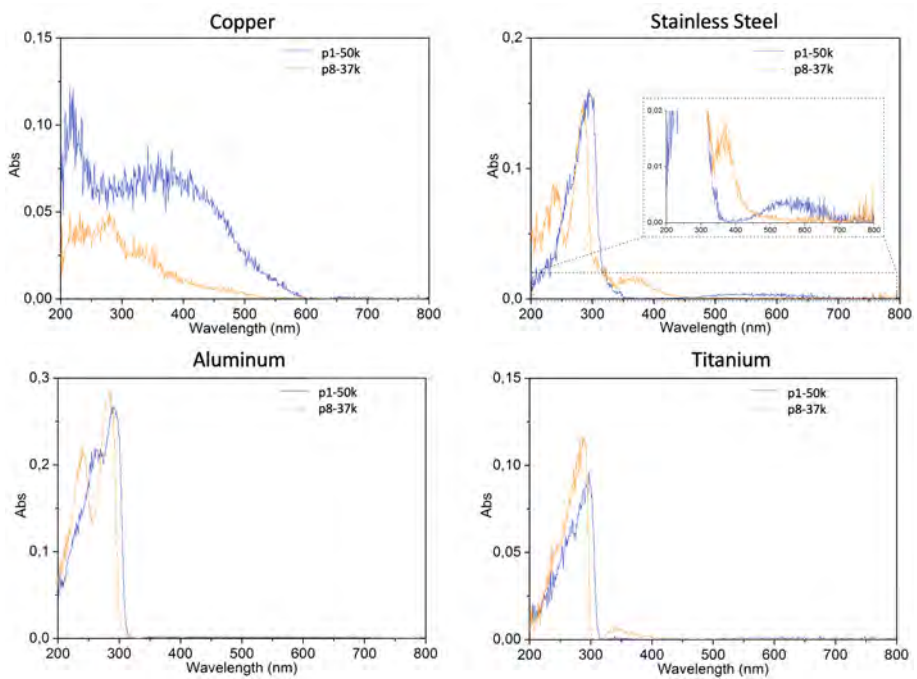 Copper
0,15
0,10
0,05
0,00
Abs
p1-50k
p8-37k
200 300 400 500 600 700 800
Wavelength (nm)
Stainless Steel
0,2
0,1
0,0
Abs
p1-50k
p8-37k
0,02
0,01
0,00
200 300 400 500 600 700 800
200 300 400 500 600 700 800
Wavelength (nm)
Aluminum
0,3
0,2
0,1
0,0
Abs
p1-50k
p8-37k
200 300 400 500 600 700 800
Wavelength (nm)
Titanium
0,15
0,10
0,05
0,00
Abs
p1-50k
p8-37k
200 300 400 500 600 700 800
Wavelength (nm)